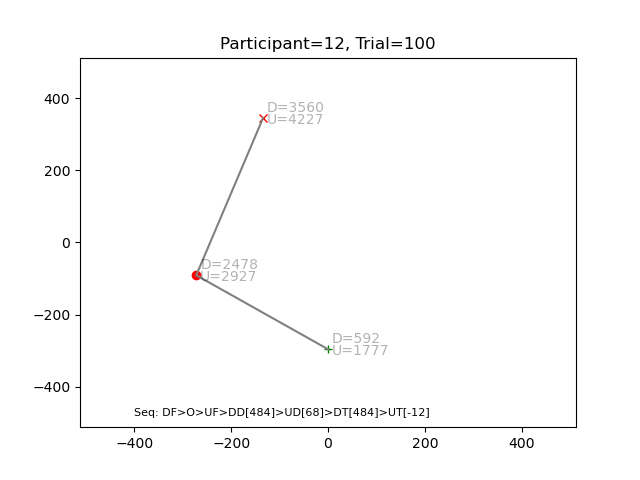 Participant=12, Trial=100
400
200
0
−200
−400
D=3560
U=4227
D=2478
U=2927
D=592
U=1777
Seq: DF>O>UF>DD[484]>UD[68]>DT[484]>UT[-12]
−400 −200 0 200 400